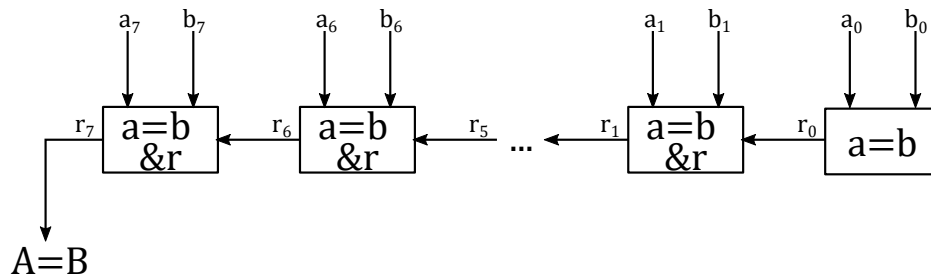 a₇ b₇ a₆ b₆ a₁ b₁ a₀ b₀
r₇ a=b r₆ a=b r₅ ... r₁ a=b r₀ a=b
&r &r &r
A=B